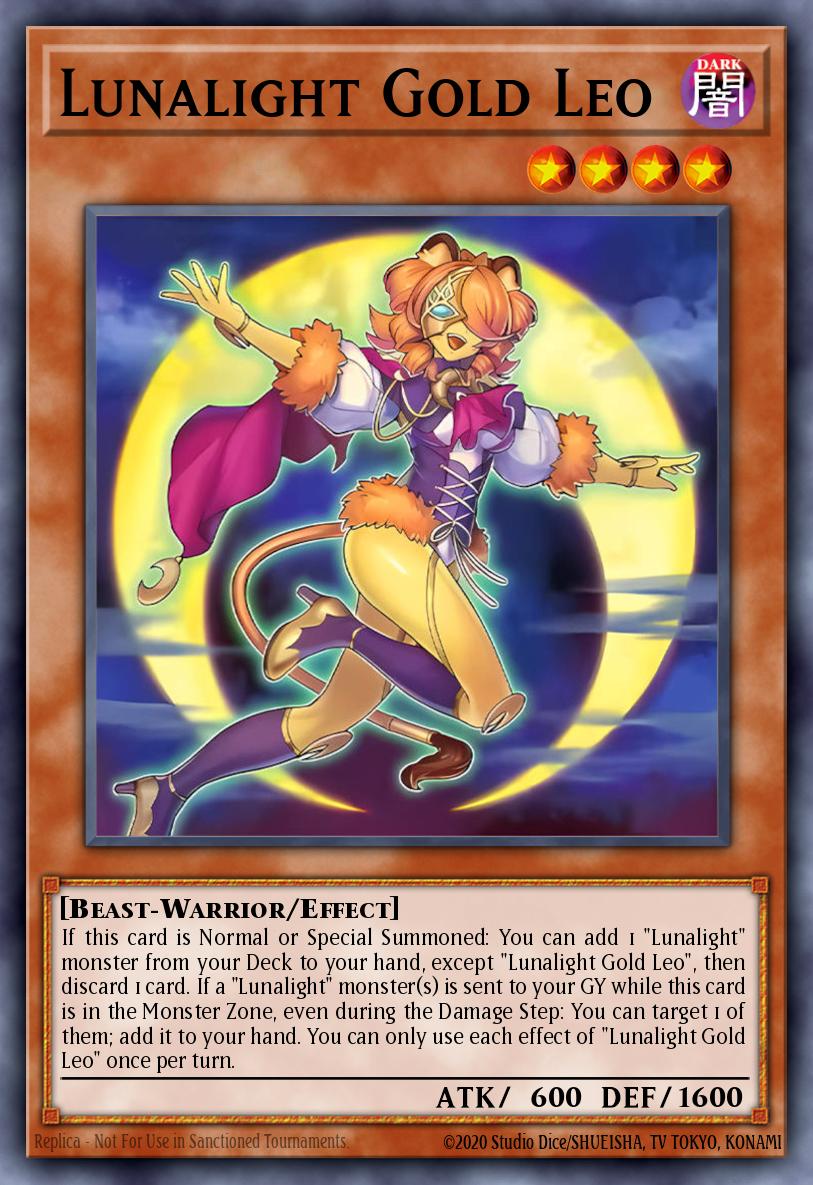 Lunalight Gold Leo
DARK
闇
[Beast-Warrior/Effect]
If this card is Normal or Special Summoned: You can add 1 "Lunalight"
monster from your Deck to your hand, except "Lunalight Gold Leo", then
discard 1 card. If a "Lunalight" monster(s) is sent to your GY while this card
is in the Monster Zone, even during the Damage Step: You can target 1 of
them; add it to your hand. You can only use each effect of "Lunalight Gold
Leo" once per turn.
ATK/ 600 DEF/1600
Replica - Not For Use in Sanctioned Tournaments.
©2020 Studio Dice/SHUEISHA, TV TOKYO, KONAMI